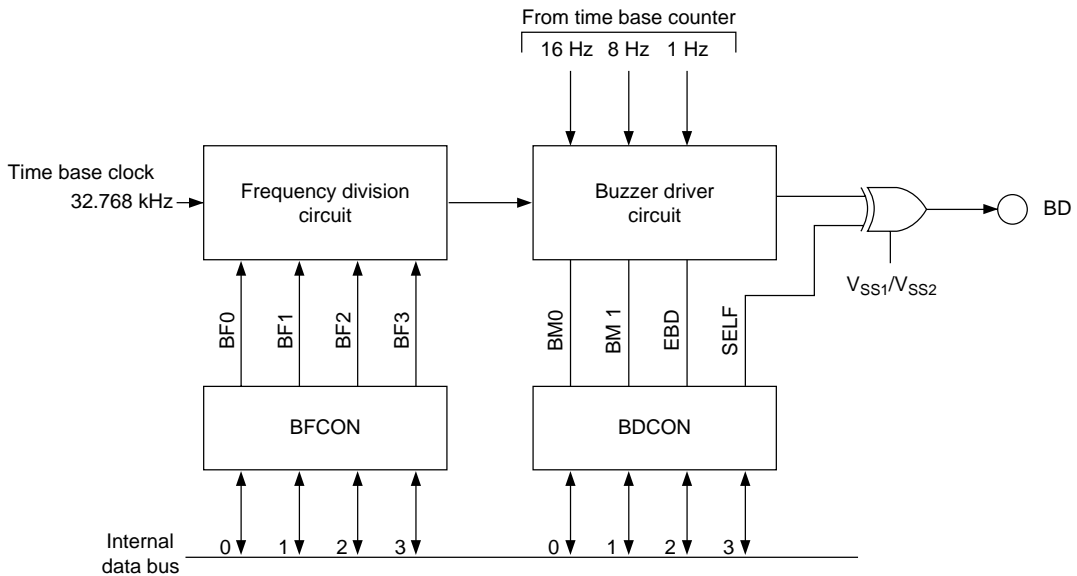 From time base counter
16 Hz 8 Hz 1 Hz
Time base clock
32.768 kHz
Frequency division
circuit
Buzzer driver
circuit
BD
VSS1/VSS2
BF0
BF1
BF2
BF3
BM0
BM 1
EBD
SELF
BFCON
BDCON
Internal
data bus
0 1 2 3
0 1 2 3